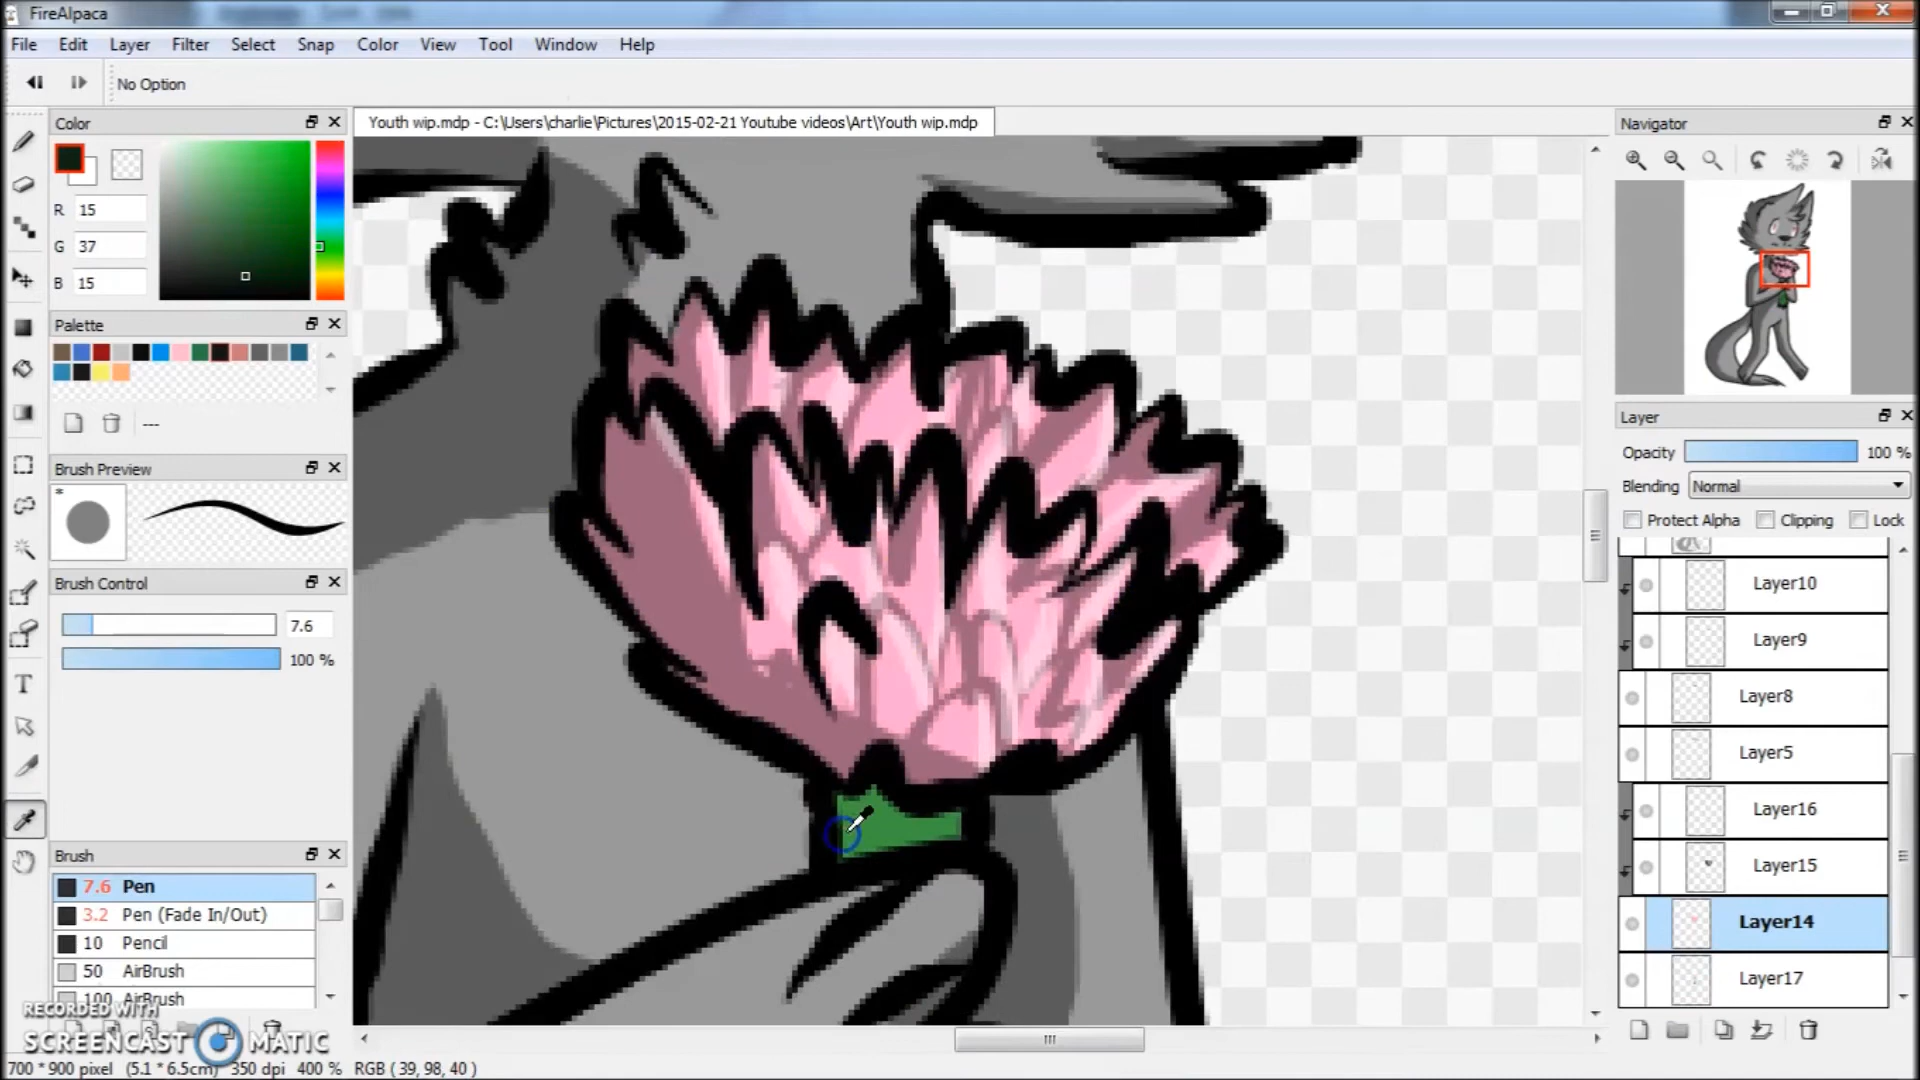 FireAlpaca
File Edit Layer Filter Select Snap Color View Tool Window Help
No Option
Color
Youth wip.mdp - C:\Users\charlie\Pictures\2015-02-21 Youtube videos\Art\Youth wip.mdp
Navigator
R 15
G 37
B 15
Palette
---
Layer
Opacity 100 %
Blending Normal
Protect Alpha Clipping Lock
Brush Preview
*
Brush Control
7.6
100 %
Layer10
Layer9
Layer8
Layer5
Layer16
Layer15
Layer14
Layer17
Brush
7.6 Pen
3.2 Pen (Fade In/Out)
10 Pencil
50 AirBrush
100 AirBrush
RECORDED WITH
SCREENCAST MATIC
700 * 900 pixel (5.1 * 6.5cm) 350 dpi 400 % RGB ( 39, 98, 40 )